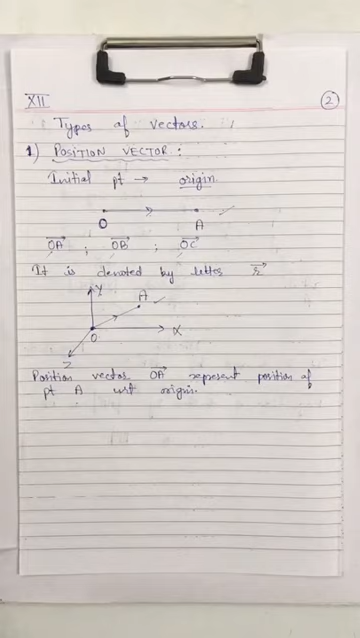 XII
2
Types of vectors.
1.) POSITION VECTOR :
Initial pt → origin.
O A
OA ; OB ; OC
It is denoted by letter r
Y
A
O X
Z
Position vector OA represent position of
pt A wrt origin.